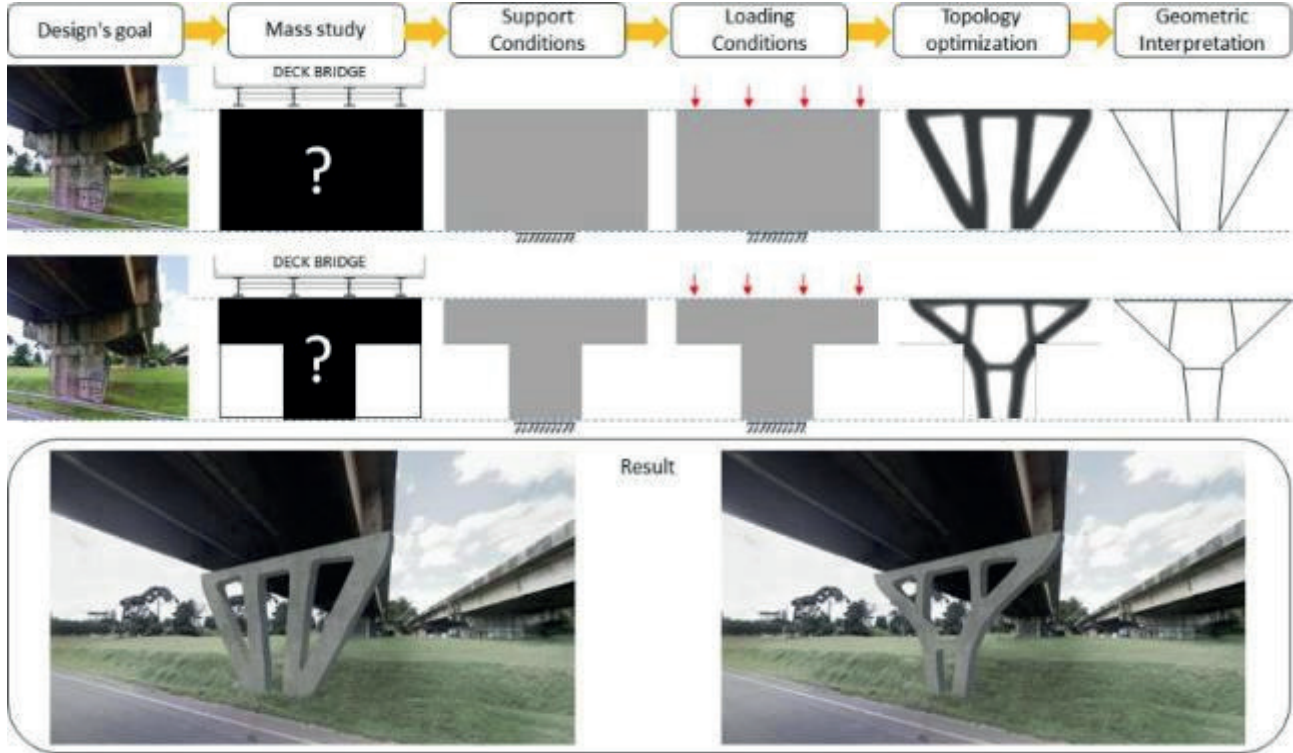 Design's goal
Mass study
Support
Conditions
Loading
Conditions
Topology
optimization
Geometric
Interpretation
DECK BRIDGE
?
DECK BRIDGE
?
Result